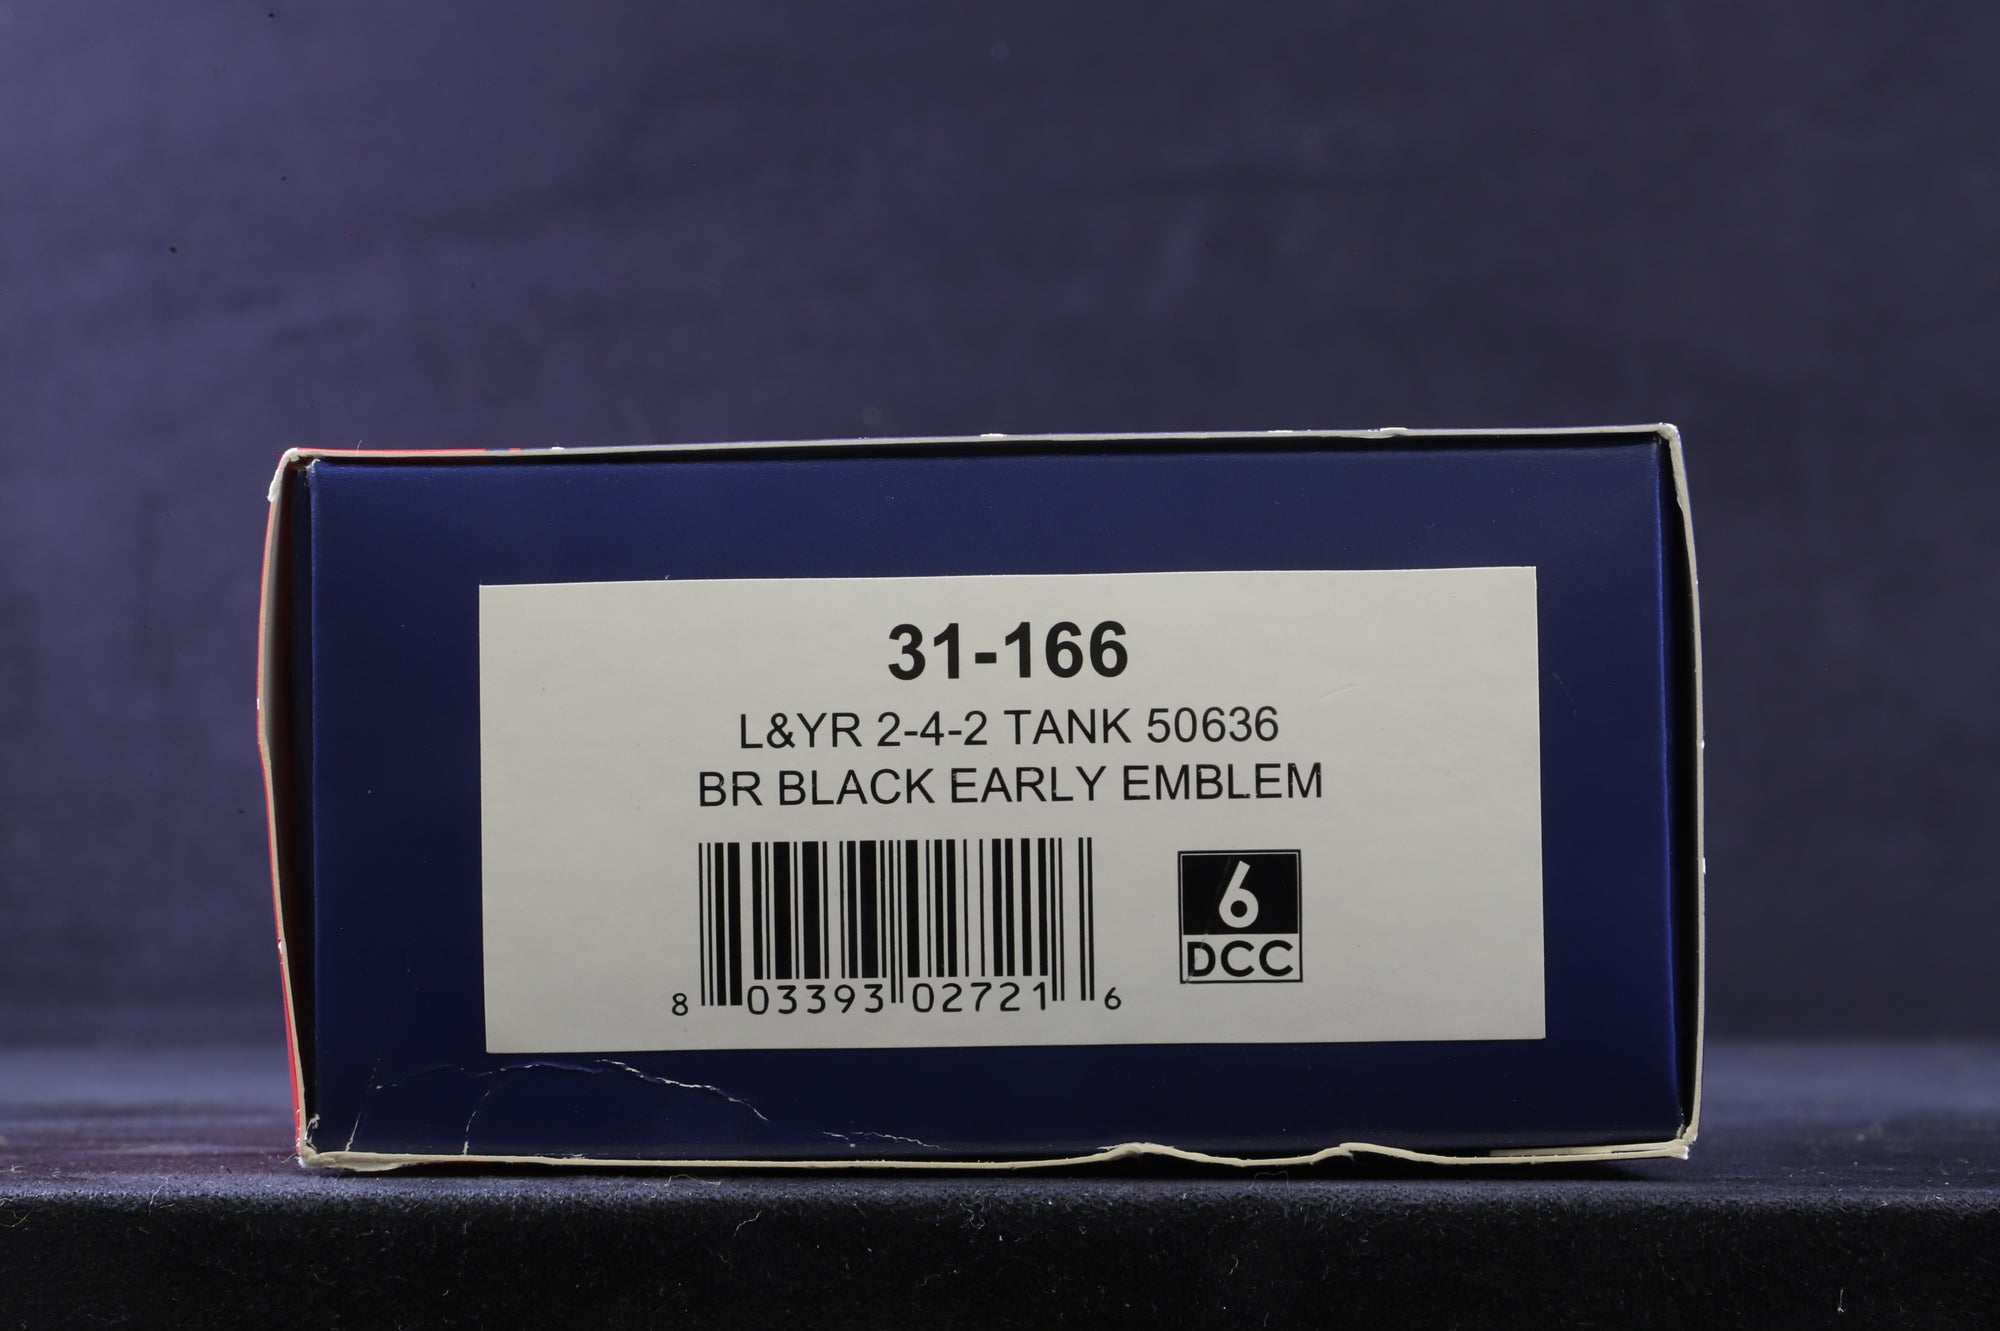 31-166
L&YR 2-4-2 TANK 50636
BR BLACK EARLY EMBLEM
6
DCC
8 03393 02721 6